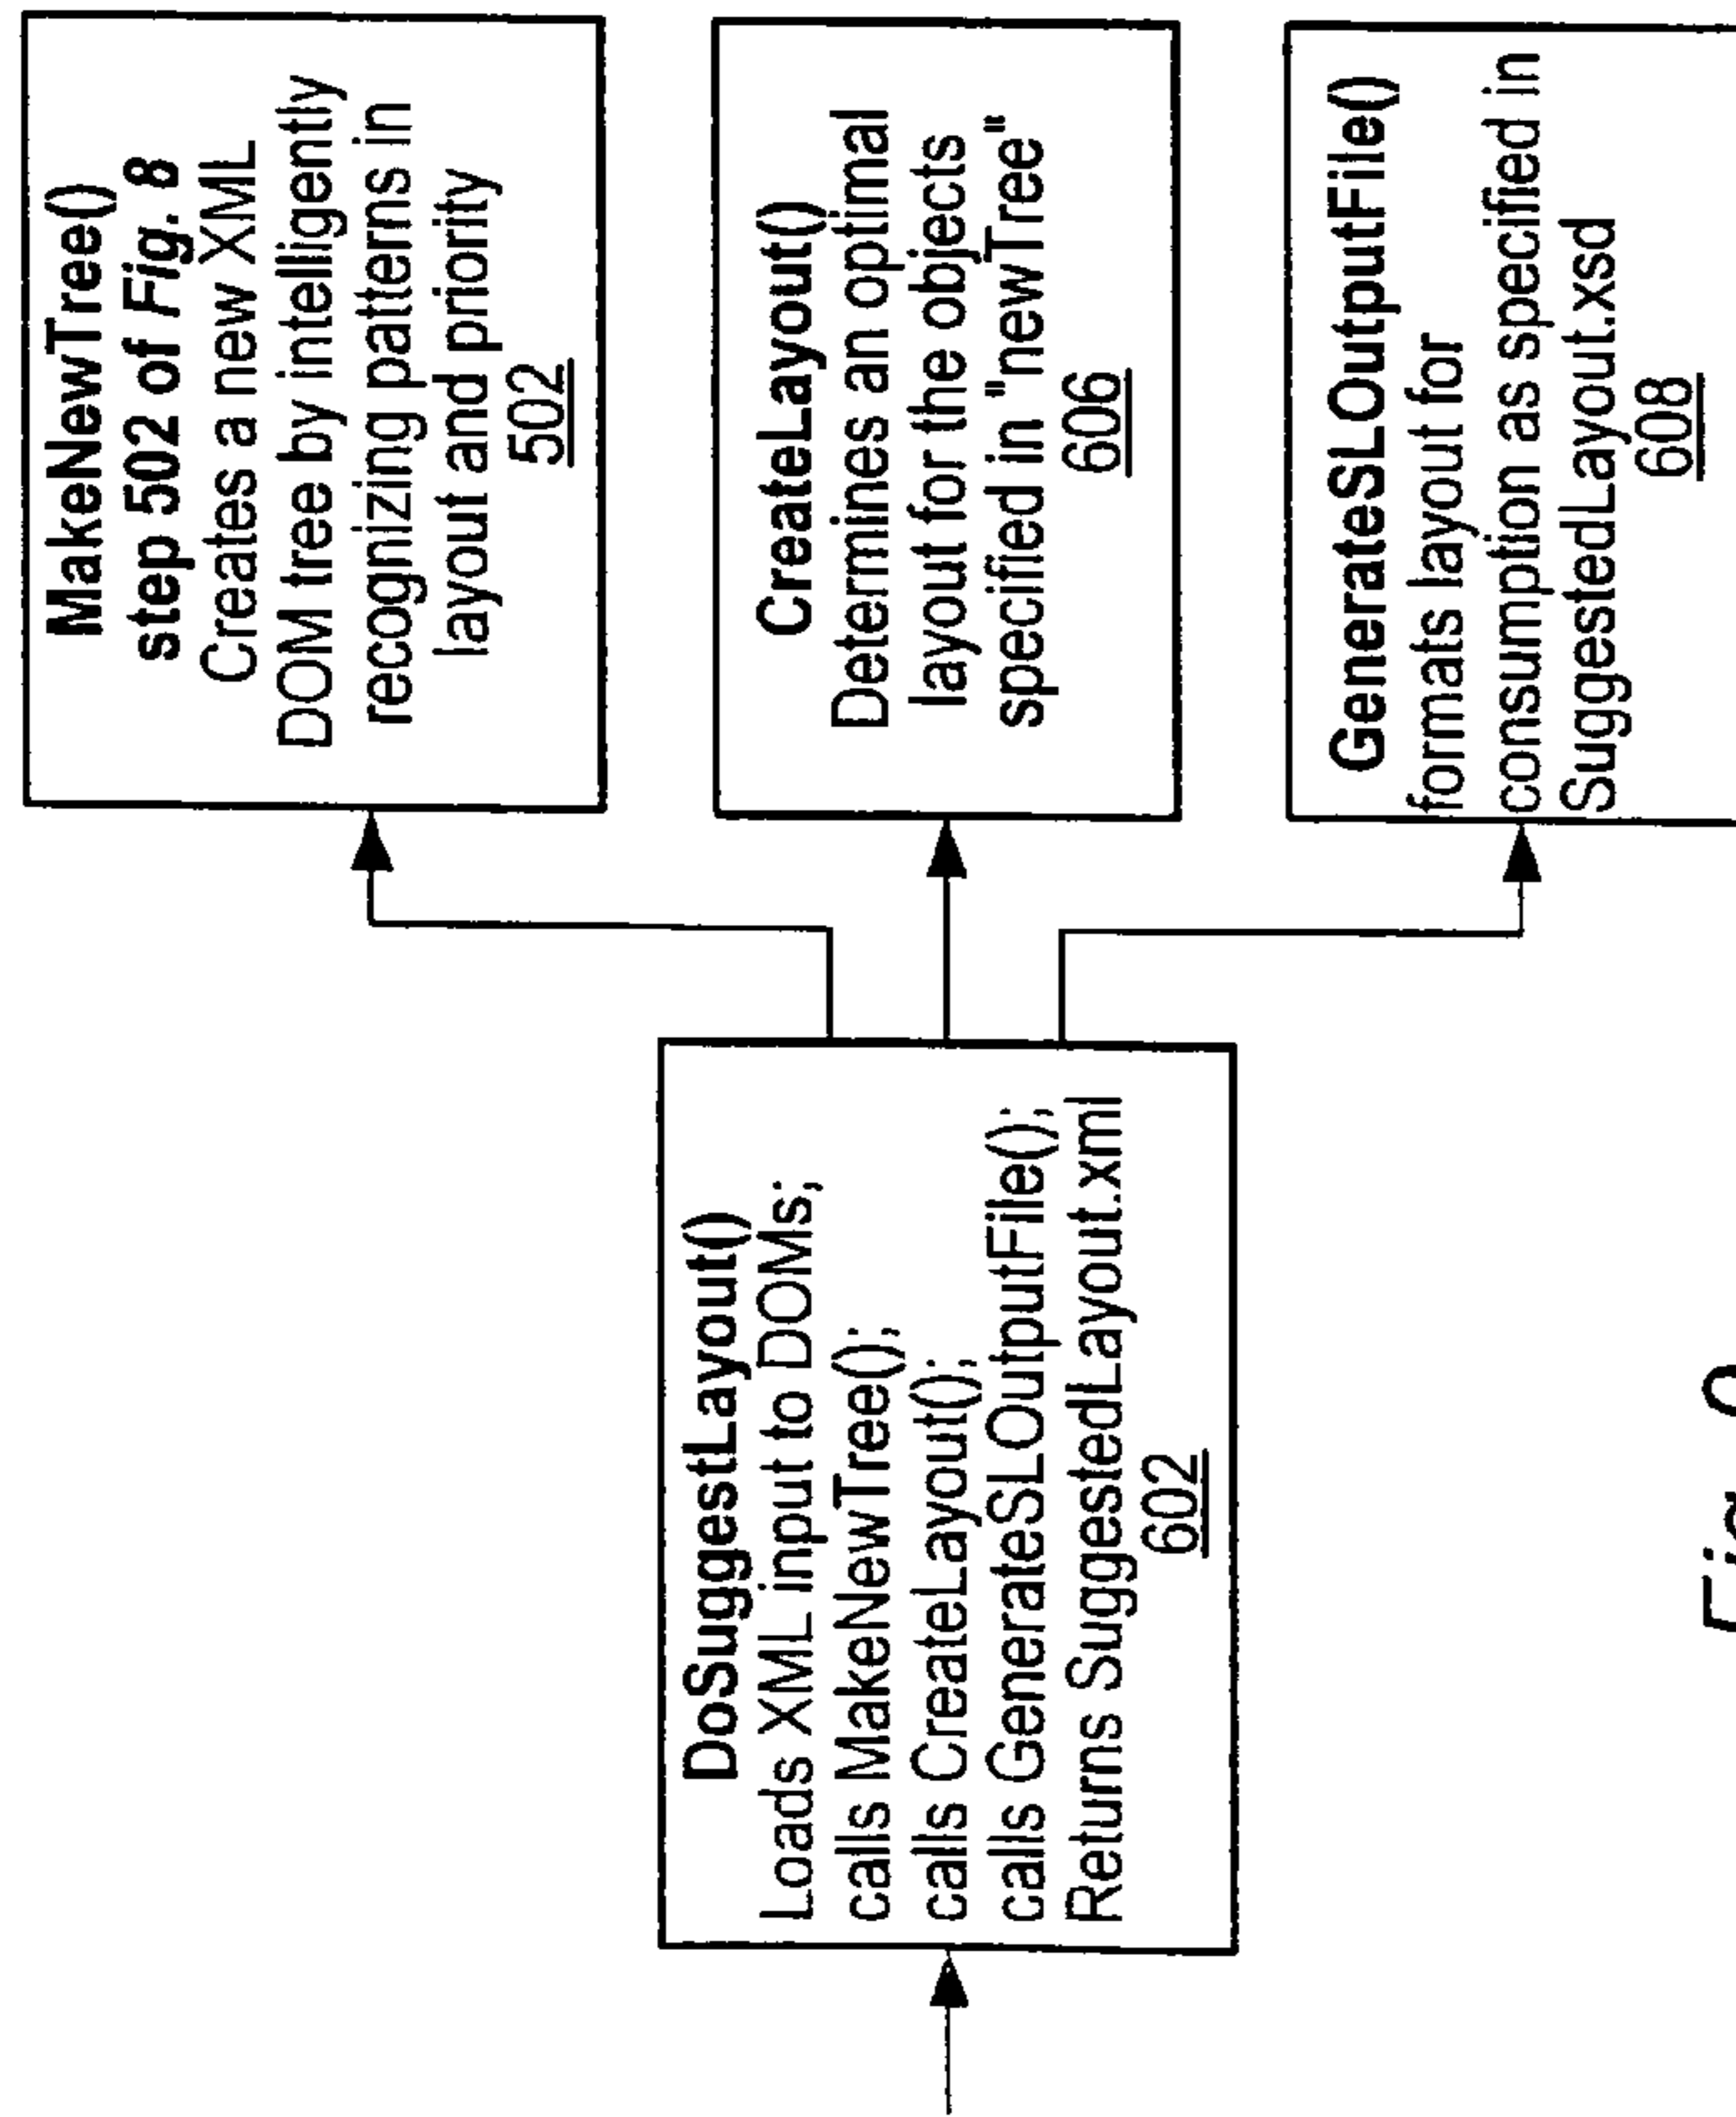 MakeNewTree()
step 502 of Fig. 8
Creates a new XML
DOM tree by intelligently
recognizing patterns in
layout and priority
502
DoSuggestLayout()
Loads XML input to DOMs;
calls MakeNewTree();
calls CreateLayout();
calls GenerateSLOutputFile();
Returns SuggestedLayout.xml
602
CreateLayout()
Determines an optimal
layout for the objects
specified in "newTree"
606
GenerateSLOutputFile()
formats layout for
consumption as specified in
SuggestedLayout.xsd
608